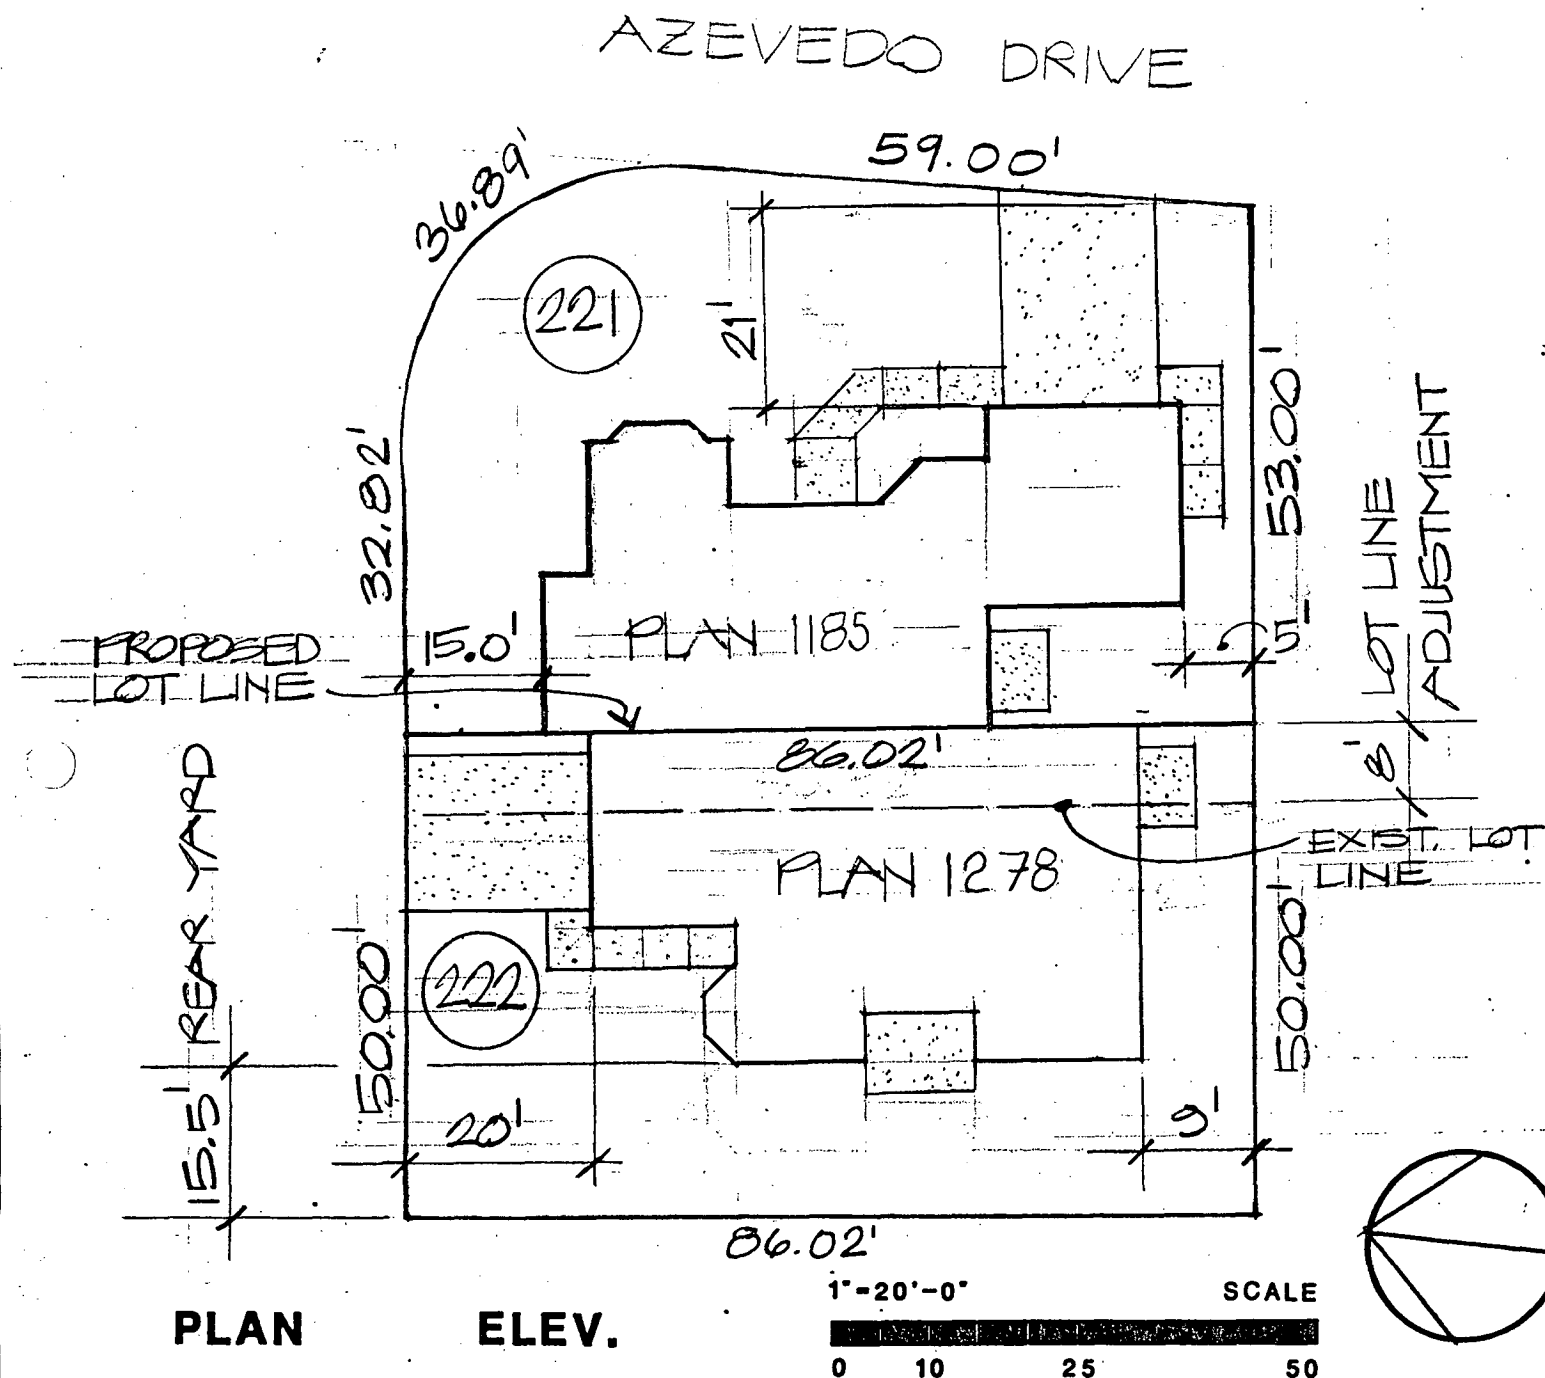 AZEVEDO DRIVE
59.00'
36.89'
221
21'
53.00'
32.82'
LOT LINE
ADJUSTMENT
PROPOSED
LOT LINE
15.0'
PLAN 1185
5'
86.02'
8'
EXIST. LOT
LINE
PLAN 1278
15.5' REAR YARD
50.00'
222
50.00'
20'
9'
86.02'
1"=20'-0" SCALE
0 10 25 50
PLAN ELEV.